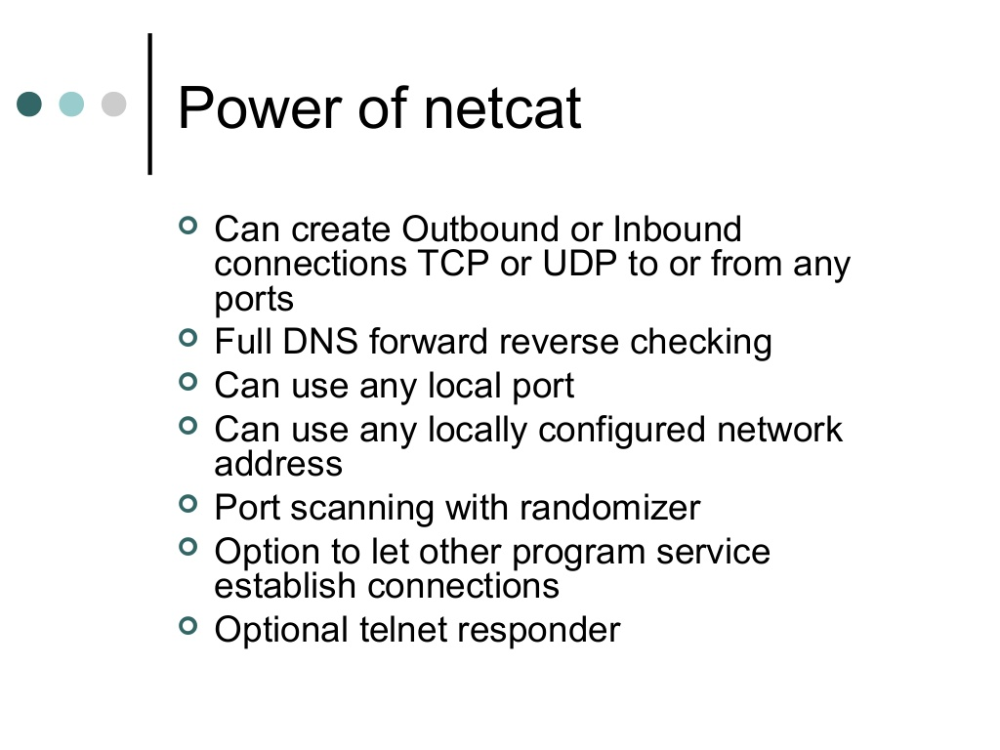 Power of netcat
Can create Outbound or Inbound
connections TCP or UDP to or from any
ports
Full DNS forward reverse checking
Can use any local port
Can use any locally configured network
address
Port scanning with randomizer
Option to let other program service
establish connections
Optional telnet responder